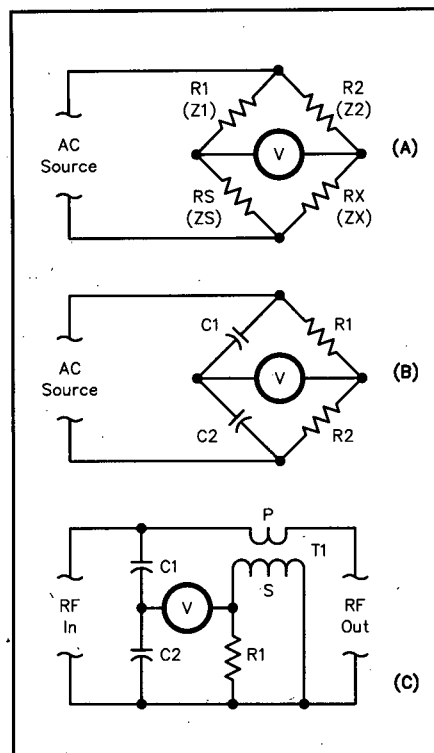 R1
(Z1)
R2
(Z2)
AC
Source
V
(A)
RS
(ZS)
RX
(ZX)
C1
R1
AC
Source
V
(B)
C2
R2
P
T1
C1
S
RF
In
V
RF
Out
C2
R1
(C)